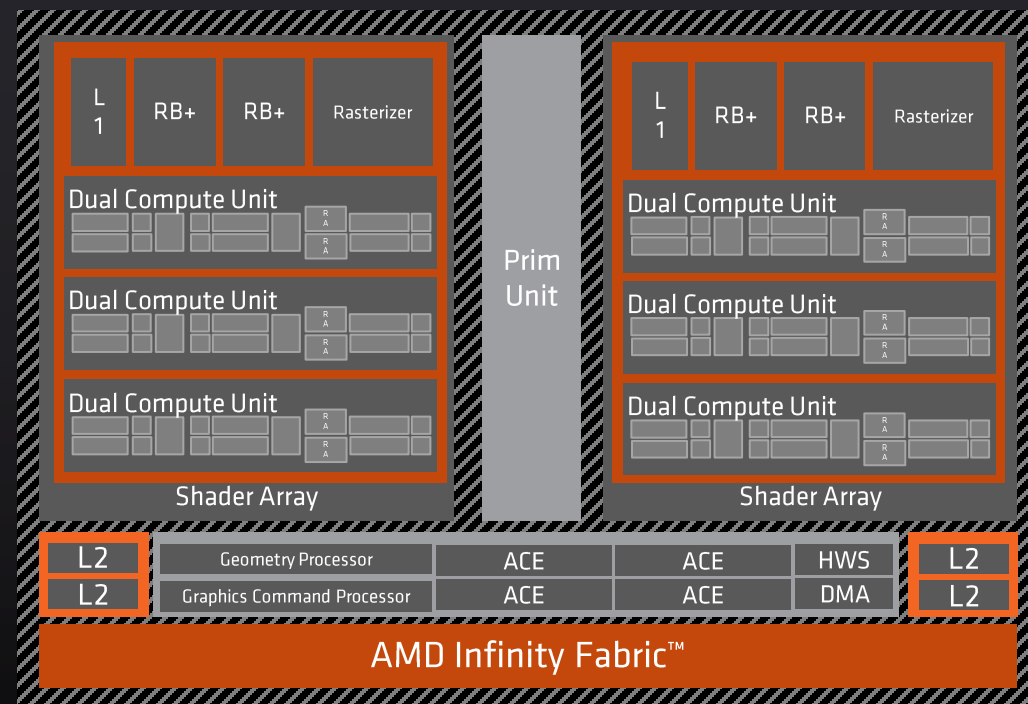 L
1
RB+
RB+
Rasterizer
Dual Compute Unit
R
A
R
A
Dual Compute Unit
R
A
R
A
Dual Compute Unit
R
A
R
A
Shader Array
Prim
Unit
L
1
RB+
RB+
Rasterizer
Dual Compute Unit
R
A
R
A
Dual Compute Unit
R
A
R
A
Dual Compute Unit
R
A
R
A
Shader Array
L2
L2
Geometry Processor
ACE
ACE
HWS
Graphics Command Processor
ACE
ACE
DMA
L2
L2
AMD Infinity Fabric™